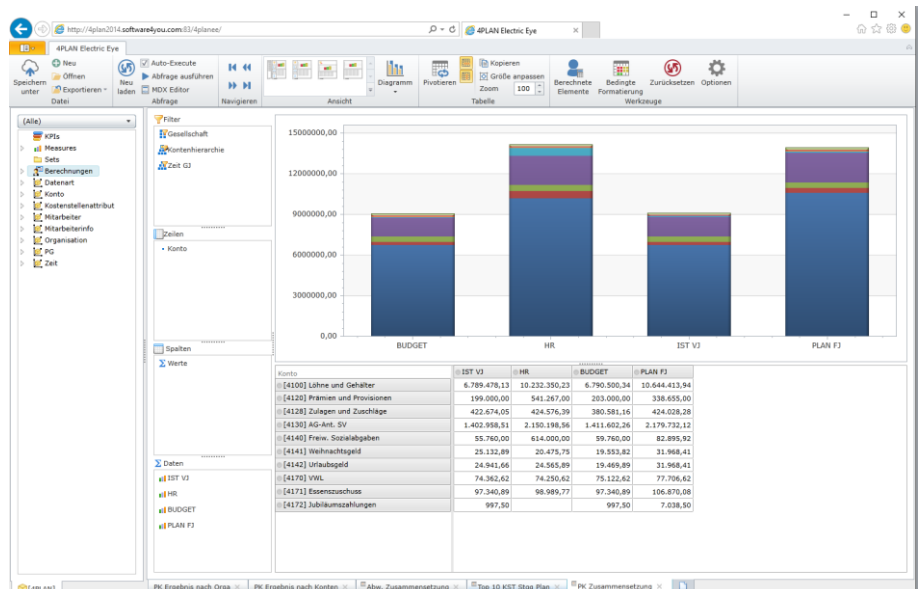 http://4plan2014.software4you.com:83/4planee/
4PLAN Electric Eye
4PLAN Electric Eye
Speichern unter
Neu
Öffnen
Exportieren
Datei
Neu laden
Auto-Execute
Abfrage ausführen
MDX Editor
Abfrage
Navigieren
Diagramm
Ansicht
Pivotieren
Kopieren
Größe anpassen
Zoom 100
Tabelle
Berechnete Elemente
Bedingte Formatierung
Zurücksetzen
Optionen
Werkzeuge
(Alle)
KPIs
Measures
Sets
Berechnungen
Datenart
Konto
Kostenstellenattribut
Mitarbeiter
Mitarbeiterinfo
Organisation
PG
Zeit
Filter
Gesellschaft
Kontenhierarchie
Zeit GJ
Zeilen
Konto
Spalten
Σ Werte
Σ Daten
IST VJ
HR
BUDGET
PLAN FJ
15000000,00
12000000,00
9000000,00
6000000,00
3000000,00
0,00
BUDGET HR IST VJ PLAN FJ
Konto IST VJ HR BUDGET PLAN FJ
[4100] Löhne und Gehälter 6.789.478,13 10.232.350,23 6.790.500,34 10.644.413,94
[4120] Prämien und Provisionen 199.000,00 541.267,00 203.000,00 338.655,00
[4128] Zulagen und Zuschläge 422.674,05 424.576,39 380.581,16 424.028,28
[4130] AG-Ant. SV 1.402.958,51 2.150.198,56 1.411.602,26 2.179.732,12
[4140] Freiw. Sozialabgaben 55.760,00 614.000,00 59.760,00 82.895,92
[4141] Weihnachtsgeld 25.132,89 20.475,75 19.553,82 31.968,41
[4142] Urlaubsgeld 24.941,66 24.565,89 19.469,89 31.968,41
[4170] VWL 74.362,62 74.250,62 75.122,62 77.706,62
[4171] Essenszuschuss 97.340,89 98.989,77 97.340,89 106.870,08
[4172] Jubiläumszahlungen 997,50 997,50 7.038,50
PK Ergebnis nach Orga
PK Ergebnis nach Konten
Abw. Zusammensetzung
Top 10 KST Stgg Plan
PK Zusammensetzung